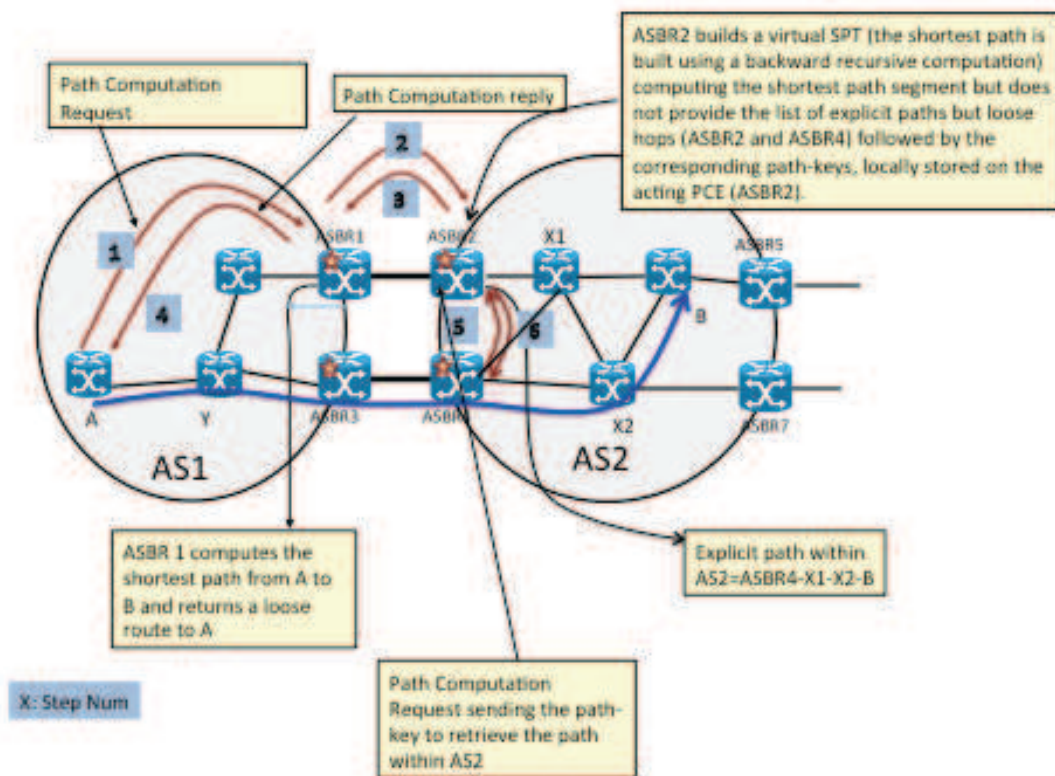 Path Computation
Request
Path Computation reply
ASBR2 builds a virtual SPT (the shortest path is
built using a backward recursive computation)
computing the shortest path segment but does
not provide the list of explicit paths but loose
hops (ASBR2 and ASBR4) followed by the
corresponding path-keys, locally stored on the
acting PCE (ASBR2).
2
3
1
4
ASBR1
ASBR2
X1
ASBR5
B
5
6
A
Y
ASBR3
X2
ASBR7
AS1
AS2
ASBR 1 computes the
shortest path from A to
B and returns a loose
route to A
Explicit path within
AS2=ASBR4-X1-X2-B
Path Computation
Request sending the path-
key to retrieve the path
within AS2
X: Step Num